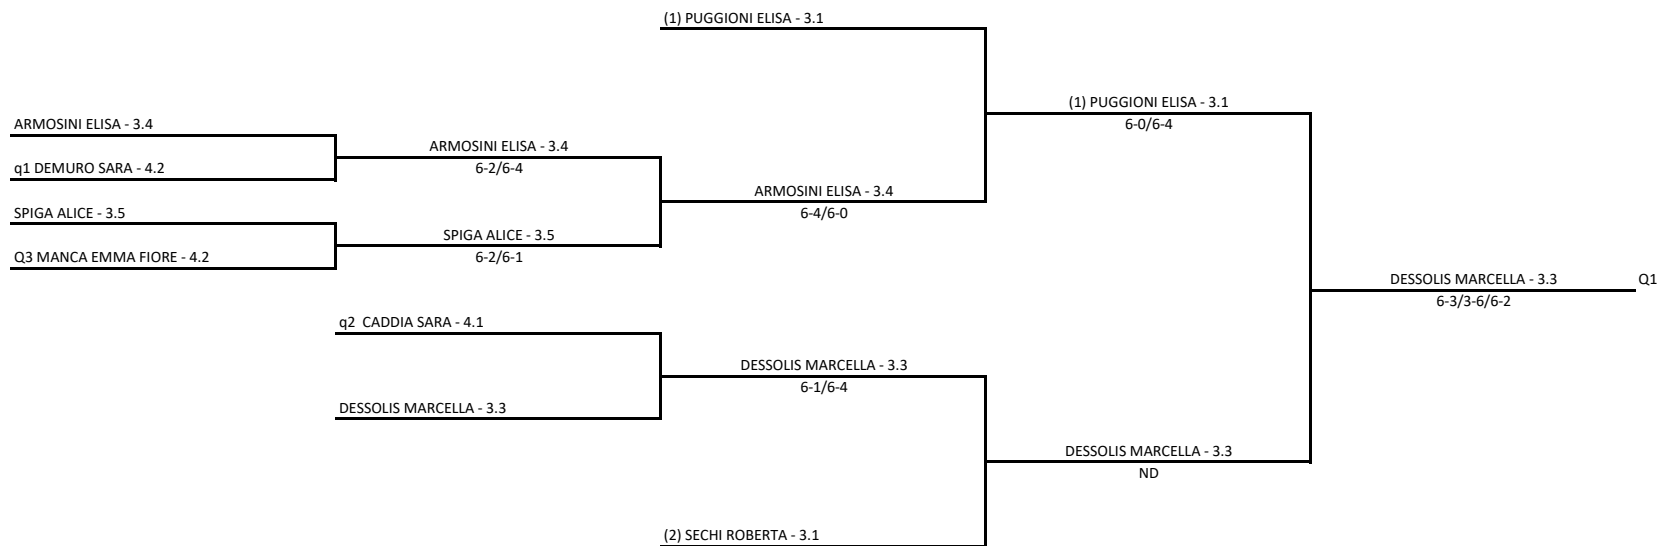 (1) PUGGIONI ELISA - 3.1
(1) PUGGIONI ELISA - 3.1
6-0/6-4
ARMOSINI ELISA - 3.4
ARMOSINI ELISA - 3.4
6-2/6-4
q1 DEMURO SARA - 4.2
ARMOSINI ELISA - 3.4
6-4/6-0
SPIGA ALICE - 3.5
SPIGA ALICE - 3.5
6-2/6-1
Q3 MANCA EMMA FIORE - 4.2
DESSOLIS MARCELLA - 3.3
Q1
6-3/3-6/6-2
q2 CADDIA SARA - 4.1
DESSOLIS MARCELLA - 3.3
6-1/6-4
DESSOLIS MARCELLA - 3.3
DESSOLIS MARCELLA - 3.3
ND
(2) SECHI ROBERTA - 3.1